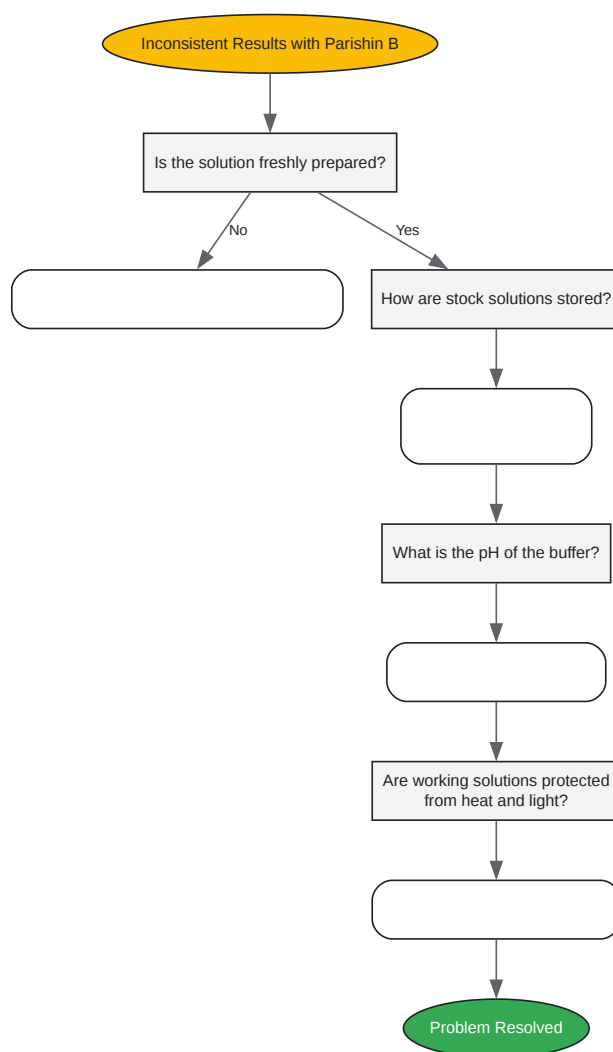 Inconsistent Results with Parishin B
Is the solution freshly prepared?
No
Yes
How are stock solutions stored?
What is the pH of the buffer?
Are working solutions protected
from heat and light?
Problem Resolved